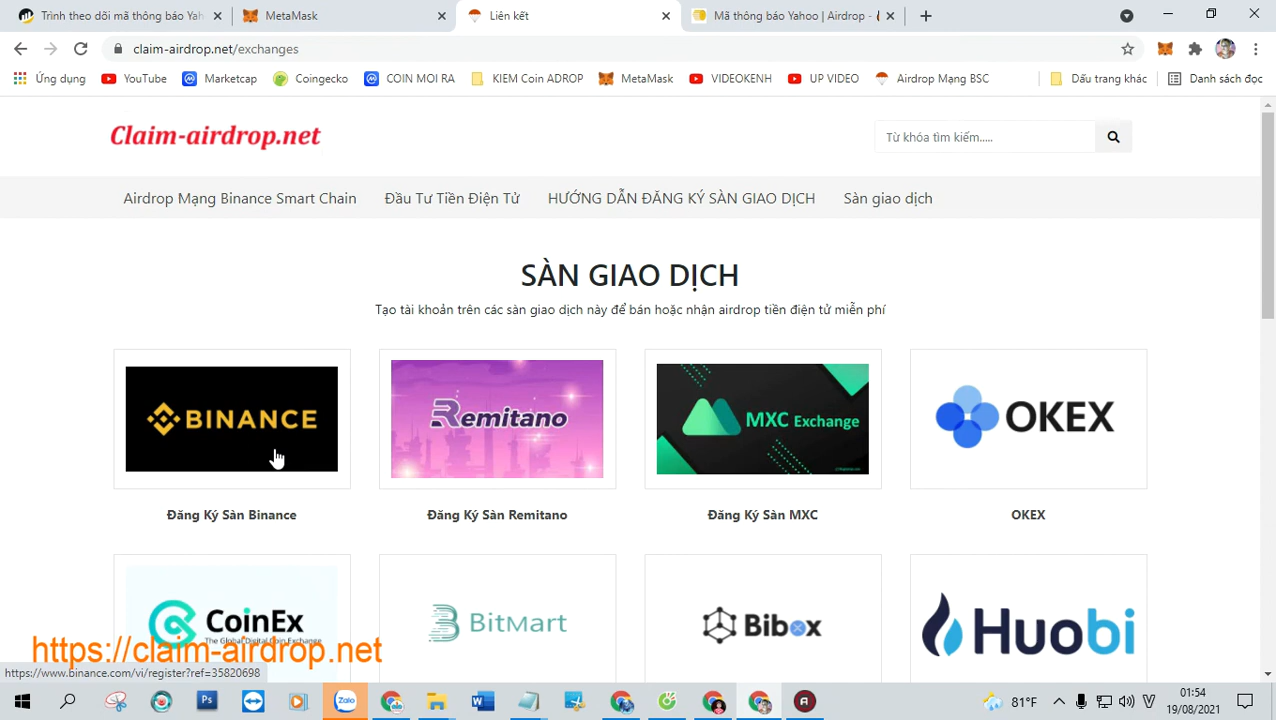 Trình theo dõi mã thông báo Yah
MetaMask
Liên kết
Mã thông báo Yahoo | Airdrop -
claim-airdrop.net/exchanges
Ứng dụng
YouTube
Marketcap
Coingecko
COIN MOI RA
KIEM Coin ADROP
MetaMask
VIDEOKENH
UP VIDEO
Airdrop Mạng BSC
Dấu trang khác
Danh sách đọc
Claim-airdrop.net
Từ khóa tìm kiếm.....
Airdrop Mạng Binance Smart Chain
Đầu Tư Tiền Điện Tử
HƯỚNG DẪN ĐĂNG KÝ SÀN GIAO DỊCH
Sàn giao dịch
SÀN GIAO DỊCH
Tạo tài khoản trên các sàn giao dịch này để bán hoặc nhận airdrop tiền điện tử miễn phí
BINANCE
Remitano
MXC Exchange
OKEX
Đăng Ký Sàn Binance
Đăng Ký Sàn Remitano
Đăng Ký Sàn MXC
OKEX
CoinEx
The Global Digital Coin Exchange
BitMart
Bibox
Huobi
https://claim-airdrop.net
https://www.binance.com/vi/register?ref=35820698
Ps
Zalo
81°F
01:54
19/08/2021